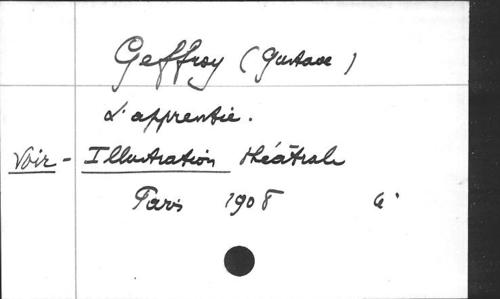 Geffroy (Gustave)
L'apprentie.
Voir - Illustration théâtrale
Paris 1908 4°